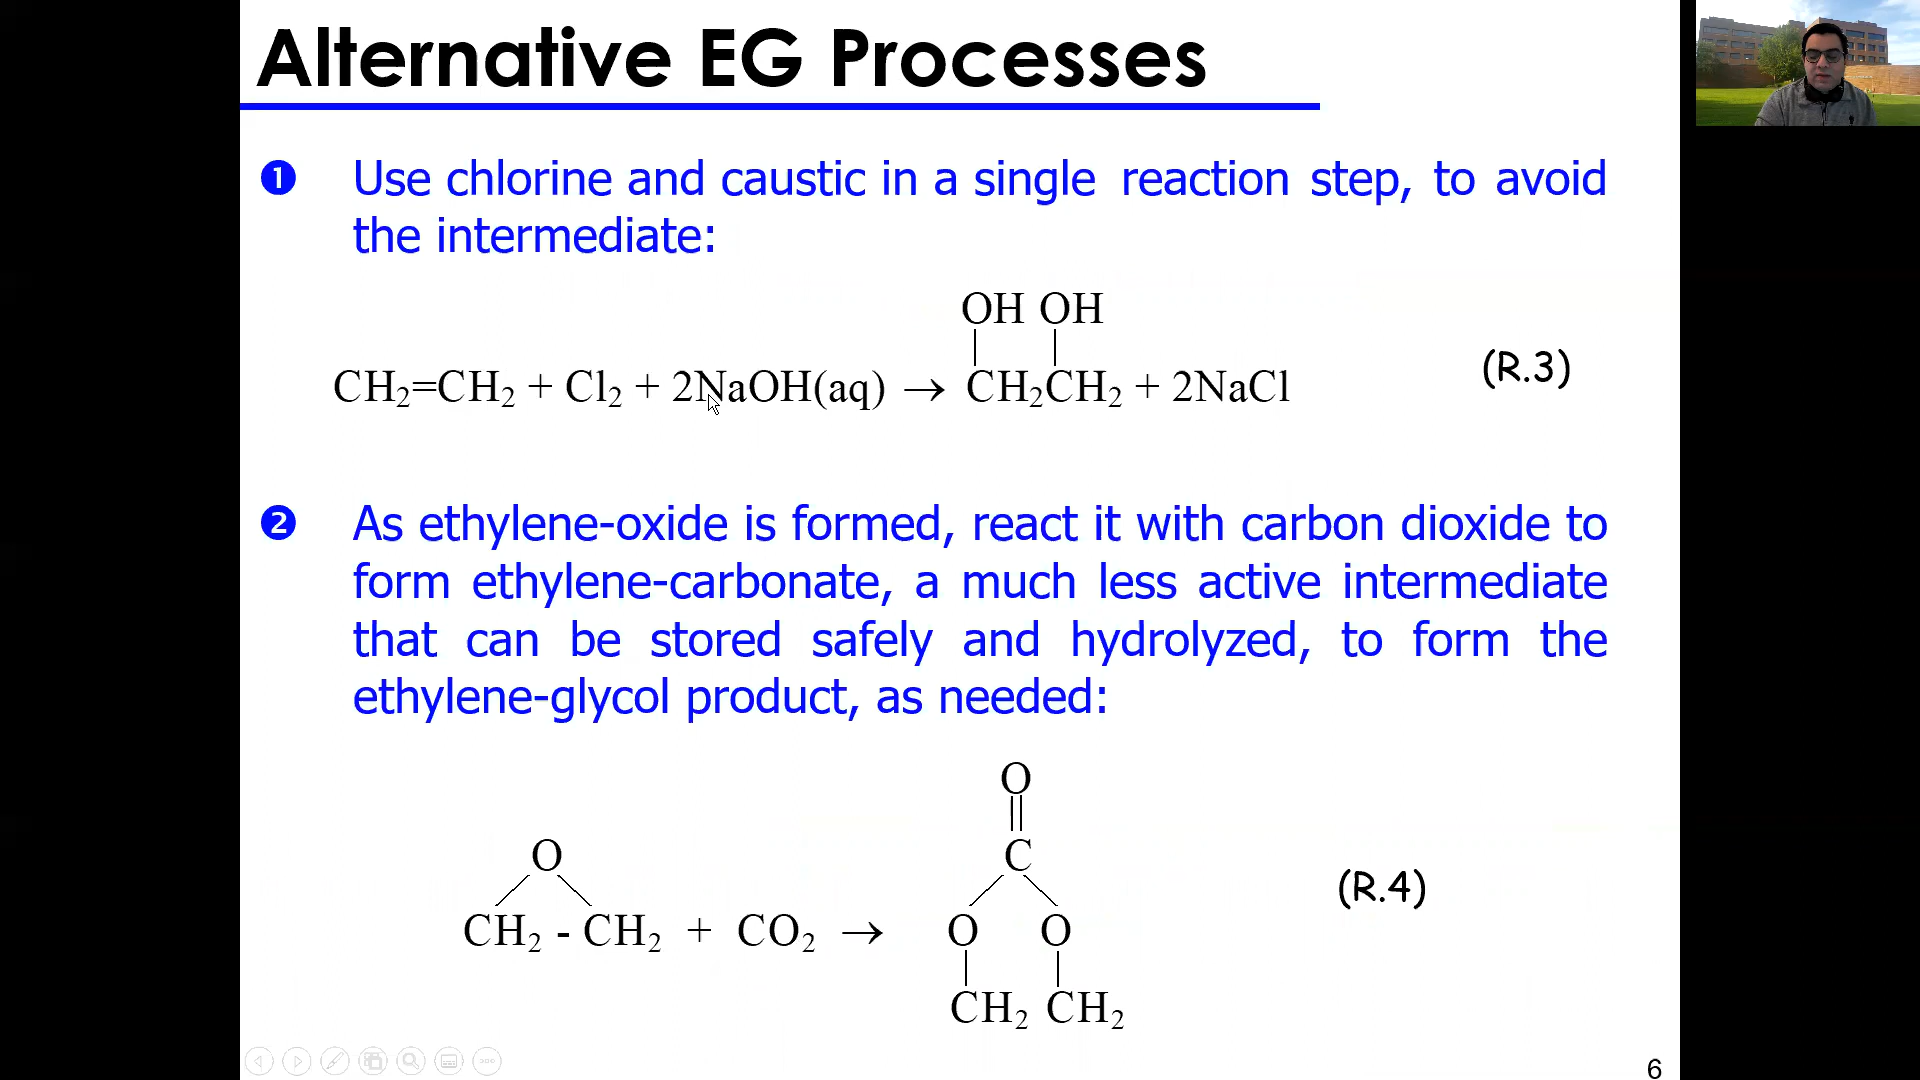 Alternative EG Processes
❶ Use chlorine and caustic in a single reaction step, to avoid
the intermediate:
OH OH
CH₂=CH₂ + Cl₂ + 2NaOH(aq) → CH₂CH₂ + 2NaCl
(R.3)
❷ As ethylene-oxide is formed, react it with carbon dioxide to
form ethylene-carbonate, a much less active intermediate
that can be stored safely and hydrolyzed, to form the
ethylene-glycol product, as needed:
O
O C
(R.4)
CH₂ - CH₂ + CO₂ → O O
CH₂ CH₂
6